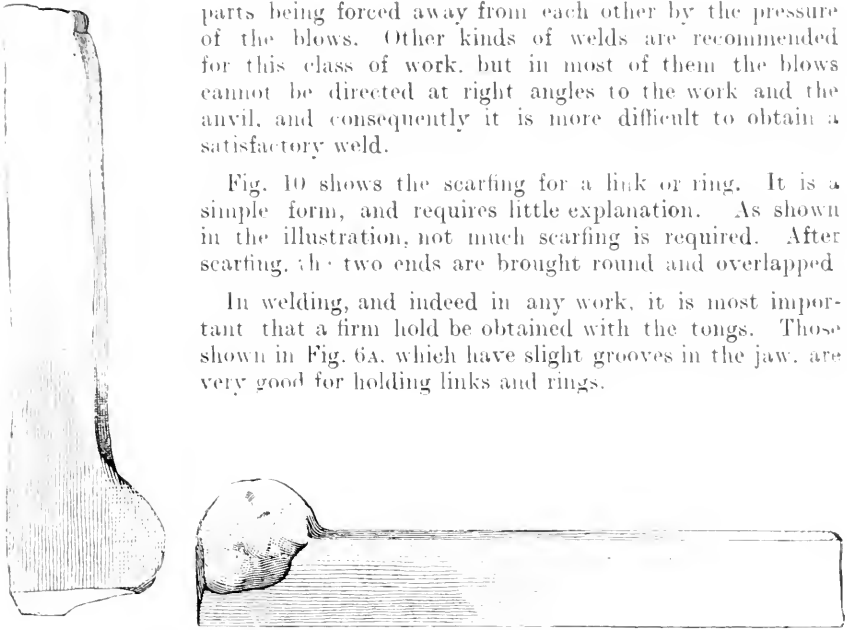 parts being forced away from each other by the pressure
of the blows. Other kinds of welds are recommended
for this class of work, but in most of them the blows
cannot be directed at right angles to the work and the
anvil, and consequently it is more difficult to obtain a
satisfactory weld.
Fig. 10 shows the scarfing for a link or ring. It is a
simple form, and requires little explanation. As shown
in the illustration, not much scarfing is required. After
scarfing, the two ends are brought round and overlapped
In welding, and indeed in any work, it is most impor-
tant that a firm hold be obtained with the tongs. Those
shown in Fig. 6A, which have slight grooves in the jaw, are
very good for holding links and rings.